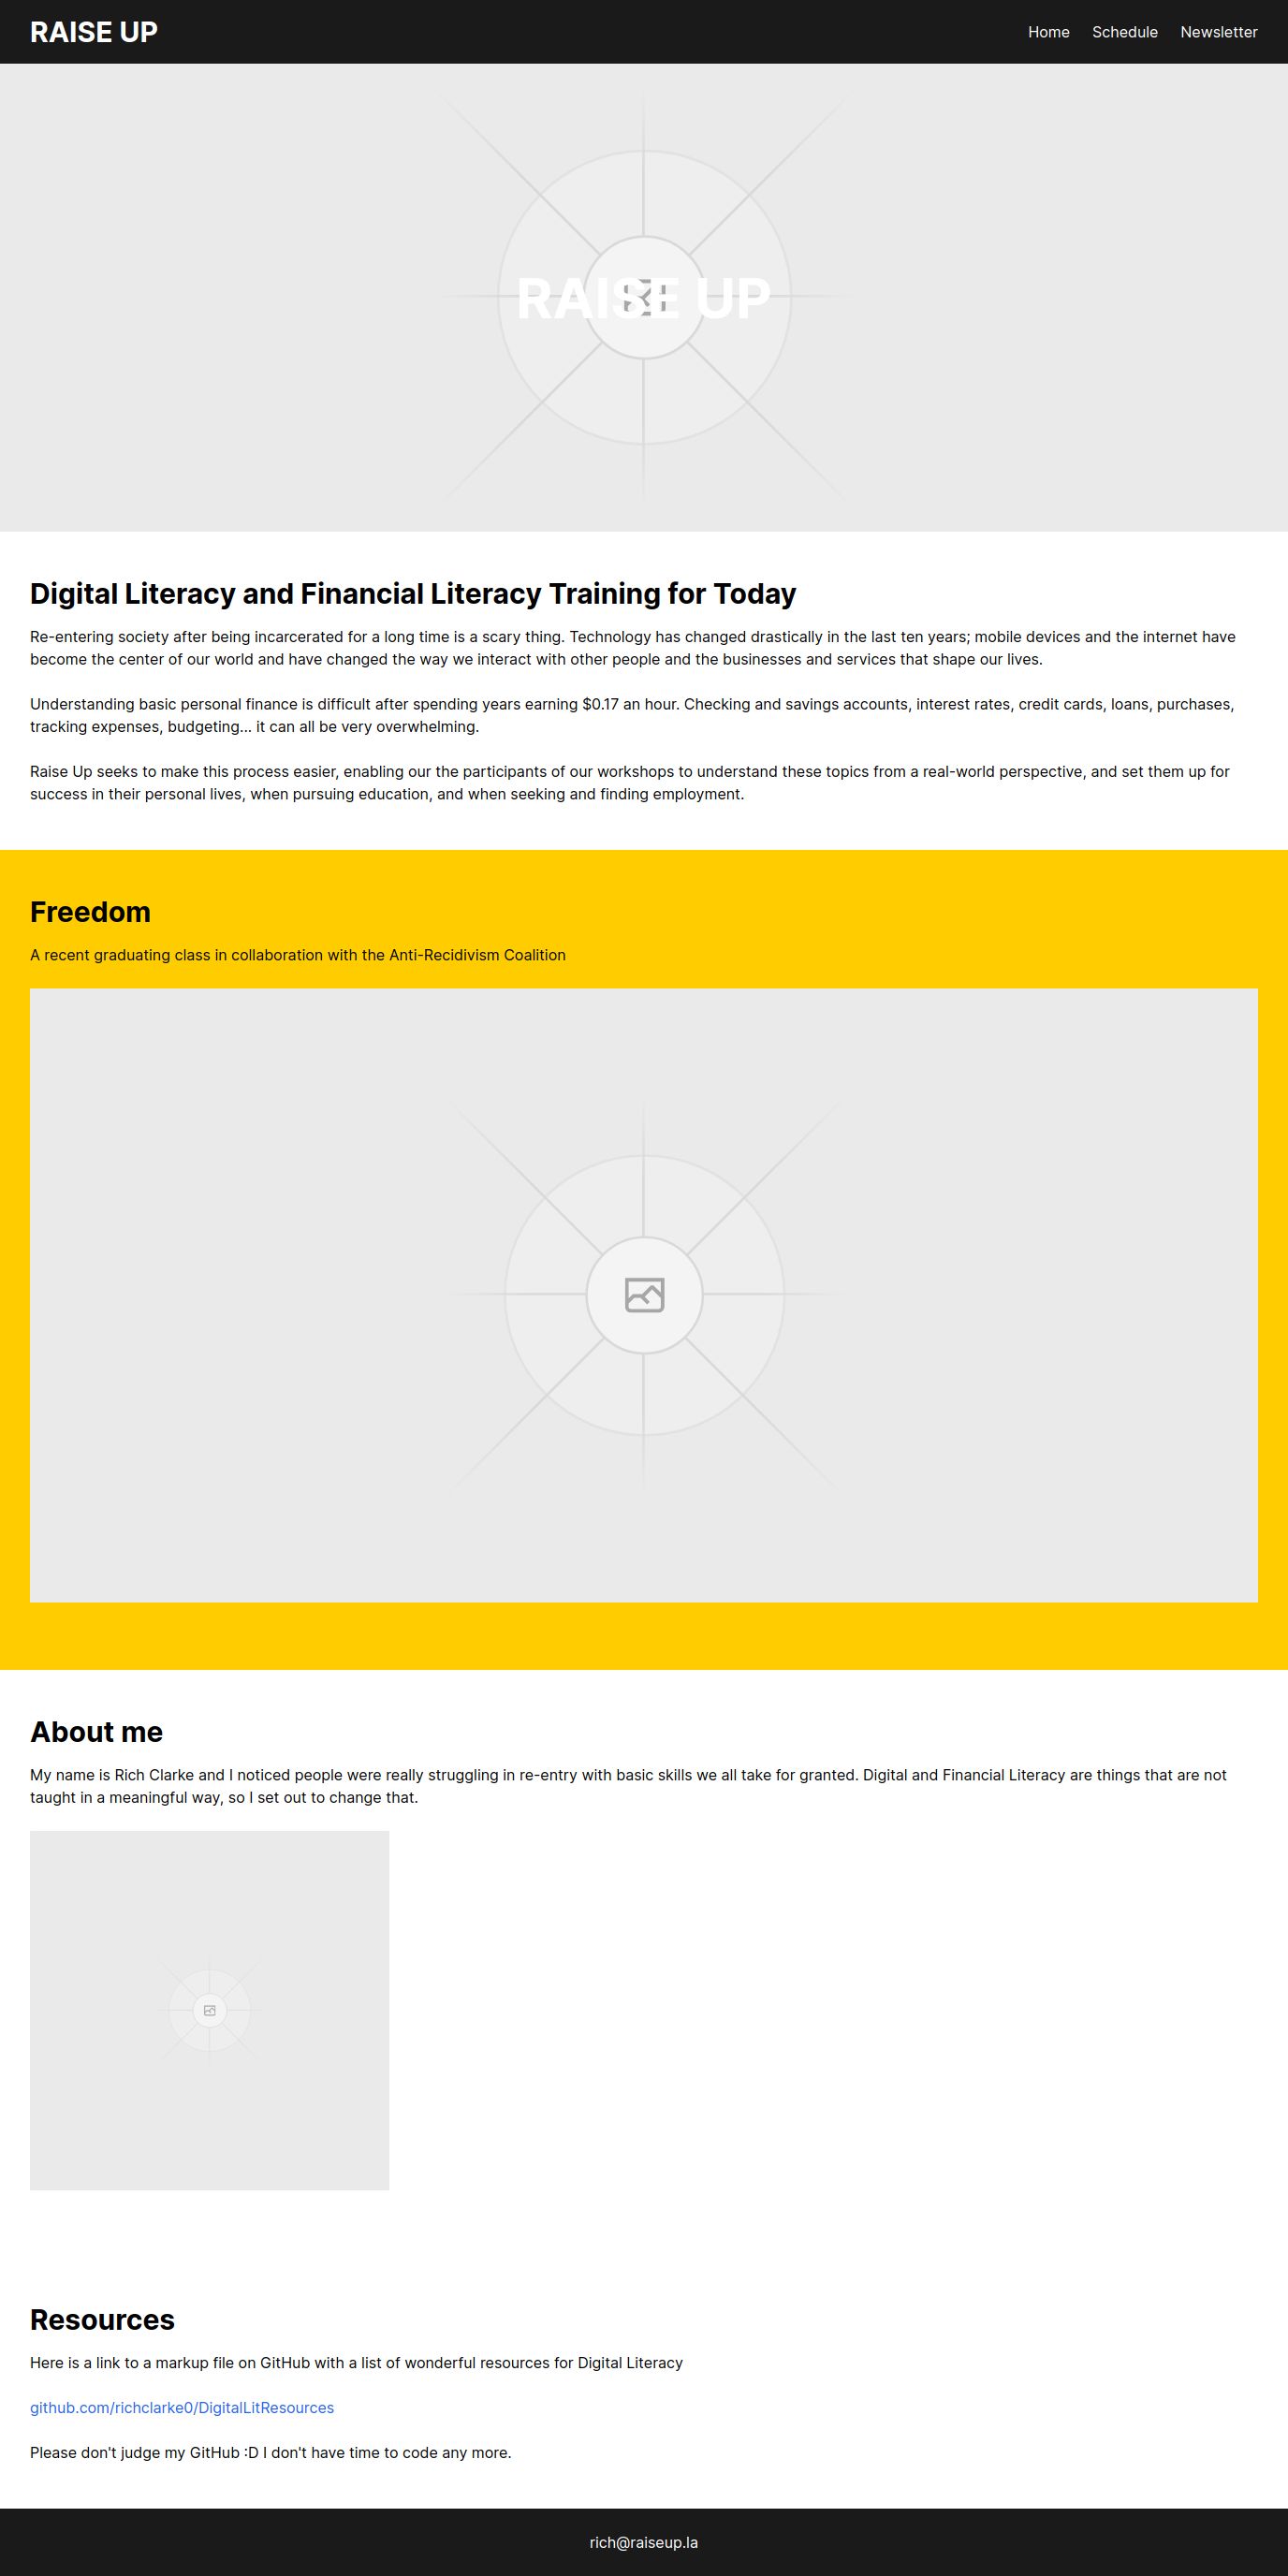 RAISE UP
Home Schedule Newsletter
RAISE UP
Digital Literacy and Financial Literacy Training for Today
Re-entering society after being incarcerated for a long time is a scary thing. Technology has changed drastically in the last ten years; mobile devices and the internet have
become the center of our world and have changed the way we interact with other people and the businesses and services that shape our lives.
Understanding basic personal finance is difficult after spending years earning $0.17 an hour. Checking and savings accounts, interest rates, credit cards, loans, purchases,
tracking expenses, budgeting... it can all be very overwhelming.
Raise Up seeks to make this process easier, enabling our the participants of our workshops to understand these topics from a real-world perspective, and set them up for
success in their personal lives, when pursuing education, and when seeking and finding employment.
Freedom
A recent graduating class in collaboration with the Anti-Recidivism Coalition
About me
My name is Rich Clarke and I noticed people were really struggling in re-entry with basic skills we all take for granted. Digital and Financial Literacy are things that are not
taught in a meaningful way, so I set out to change that.
Resources
Here is a link to a markup file on GitHub with a list of wonderful resources for Digital Literacy
github.com/richclarke0/DigitalLitResources
Please don't judge my GitHub :D I don't have time to code any more.
rich@raiseup.la